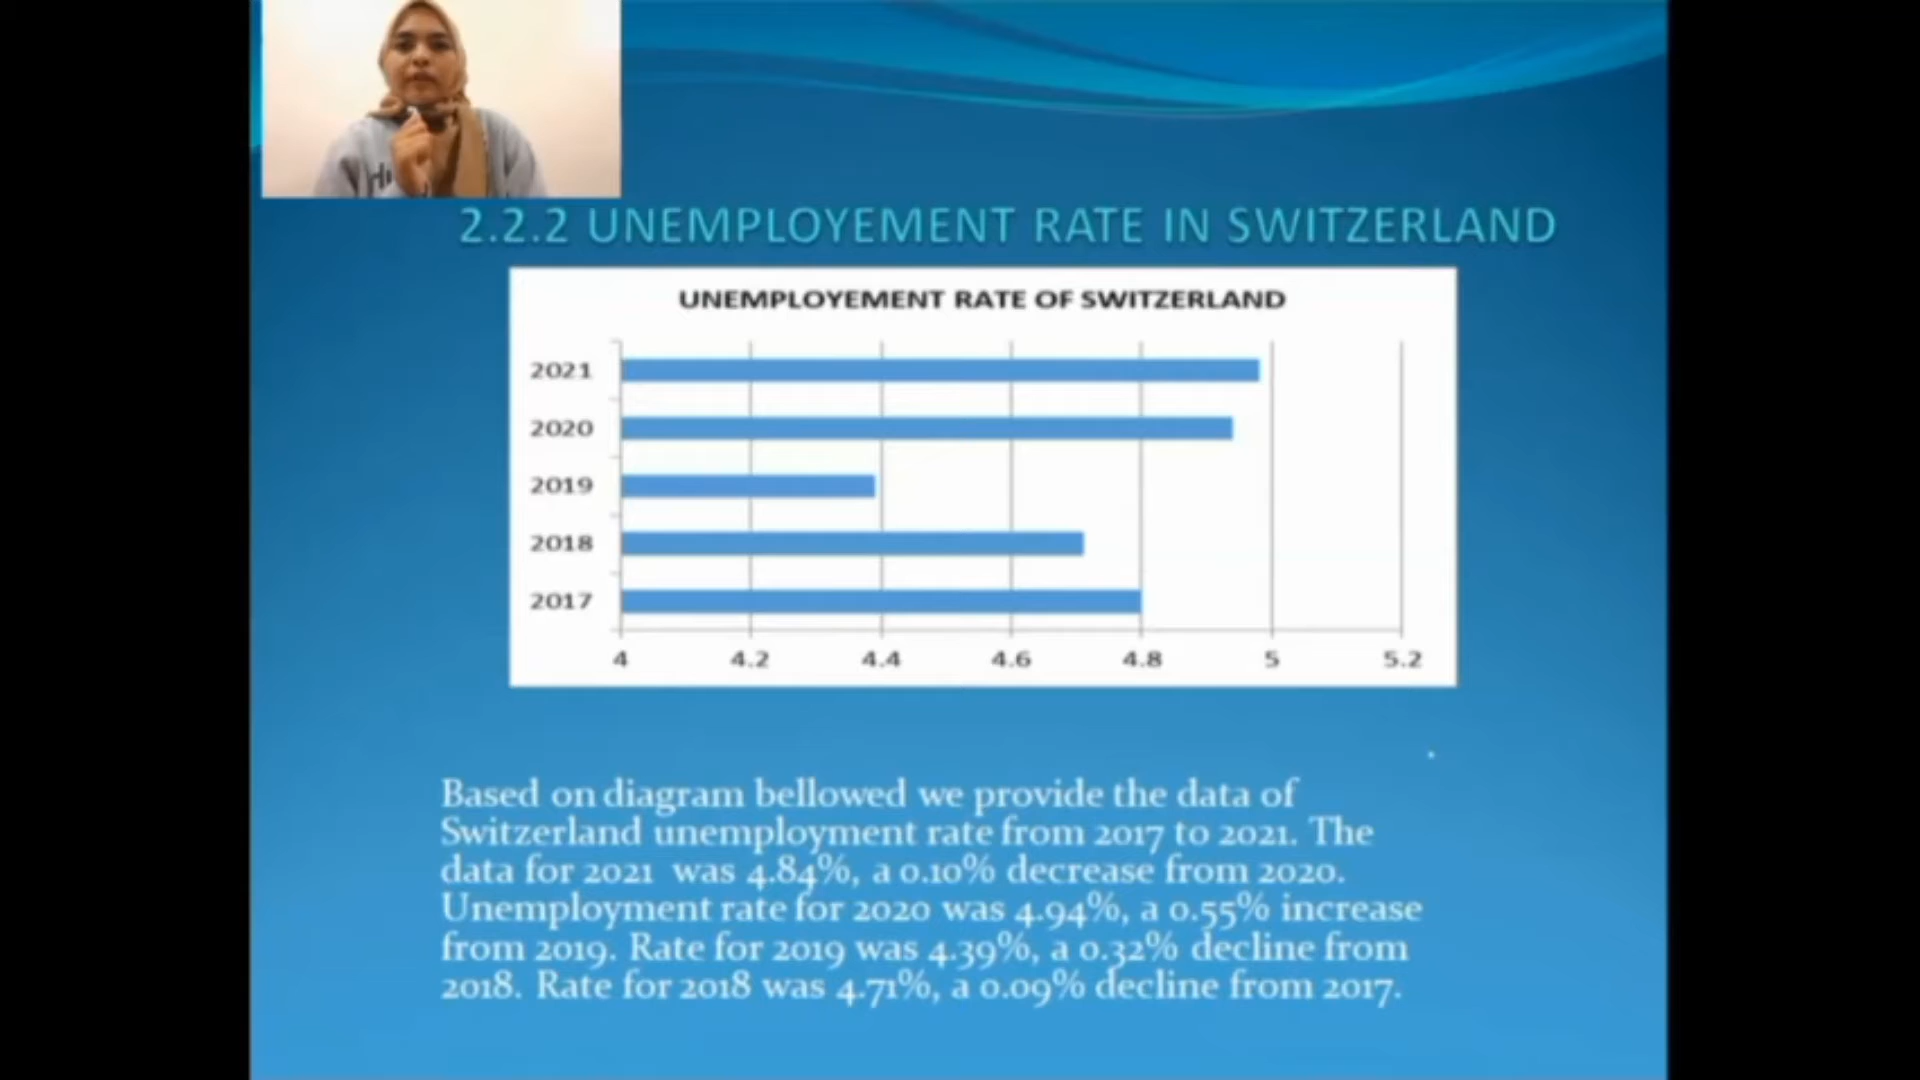 2.2.2 UNEMPLOYEMENT RATE IN SWITZERLAND
UNEMPLOYEMENT RATE OF SWITZERLAND
2021
2020
2019
2018
2017
4 4.2 4.4 4.6 4.8 5 5.2
Based on diagram bellowed we provide the data of
Switzerland unemployment rate from 2017 to 2021. The
data for 2021 was 4.84%, a 0.10% decrease from 2020.
Unemployment rate for 2020 was 4.94%, a 0.55% increase
from 2019. Rate for 2019 was 4.39%, a 0.32% decline from
2018. Rate for 2018 was 4.71%, a 0.09% decline from 2017.